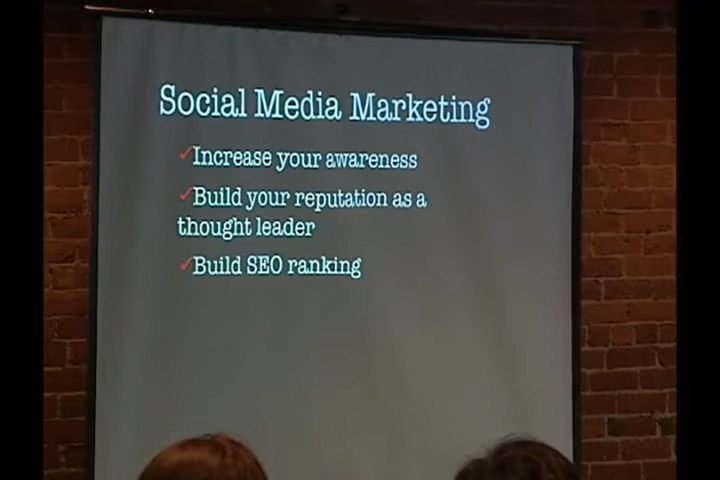 Social Media Marketing
✓Increase your awareness
✓Build your reputation as a
thought leader
✓Build SEO ranking